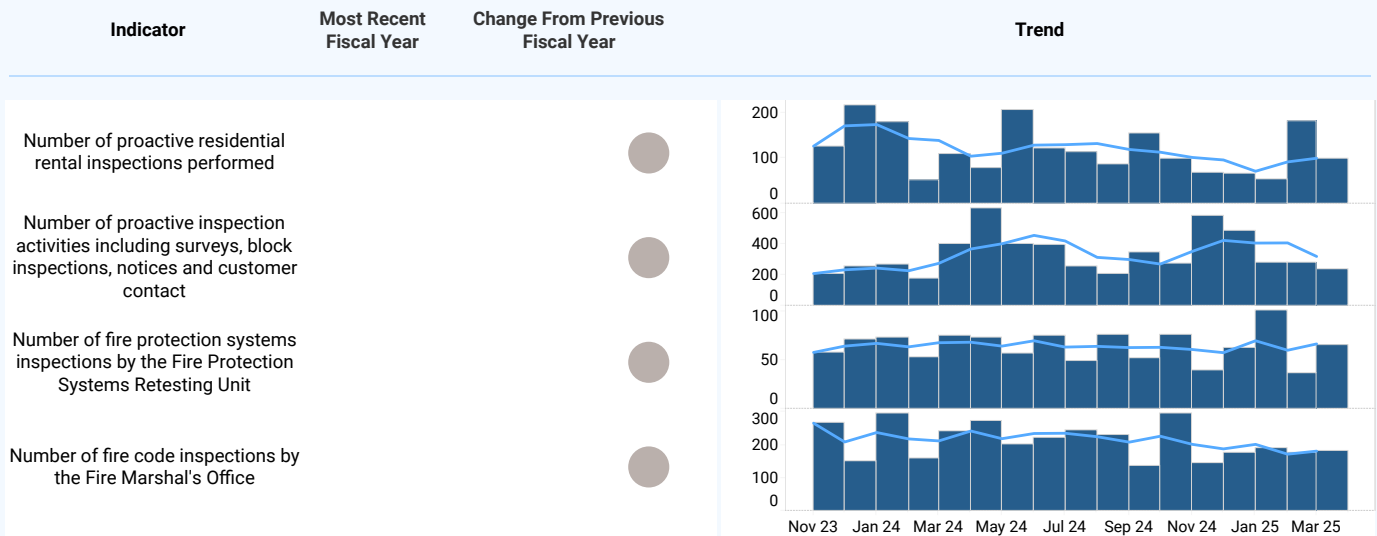 Indicator
Most Recent
Fiscal Year
Change From Previous
Fiscal Year
Trend
Number of proactive residential
rental inspections performed
200
100
0
Number of proactive inspection
activities including surveys, block
inspections, notices and customer
contact
600
400
200
0
Number of fire protection systems
inspections by the Fire Protection
Systems Retesting Unit
100
50
0
Number of fire code inspections by
the Fire Marshal's Office
300
200
100
0
Nov 23 Jan 24 Mar 24 May 24 Jul 24 Sep 24 Nov 24 Jan 25 Mar 25